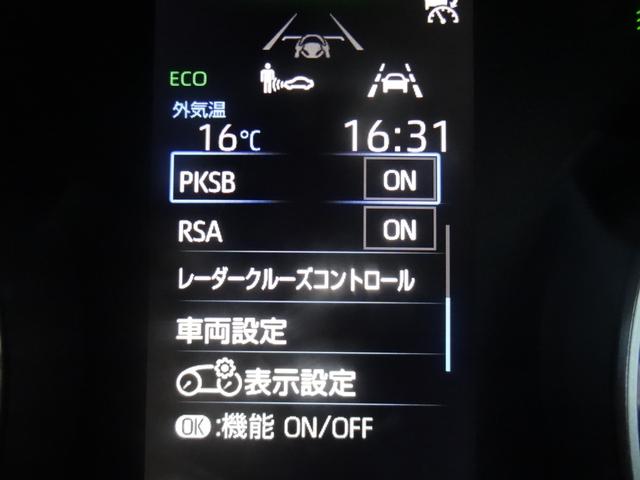 ECO
外気温
16℃ 16:31
PKSB ON
RSA ON
レーダークルーズコントロール
車両設定
表示設定
OK:機能 ON/OFF